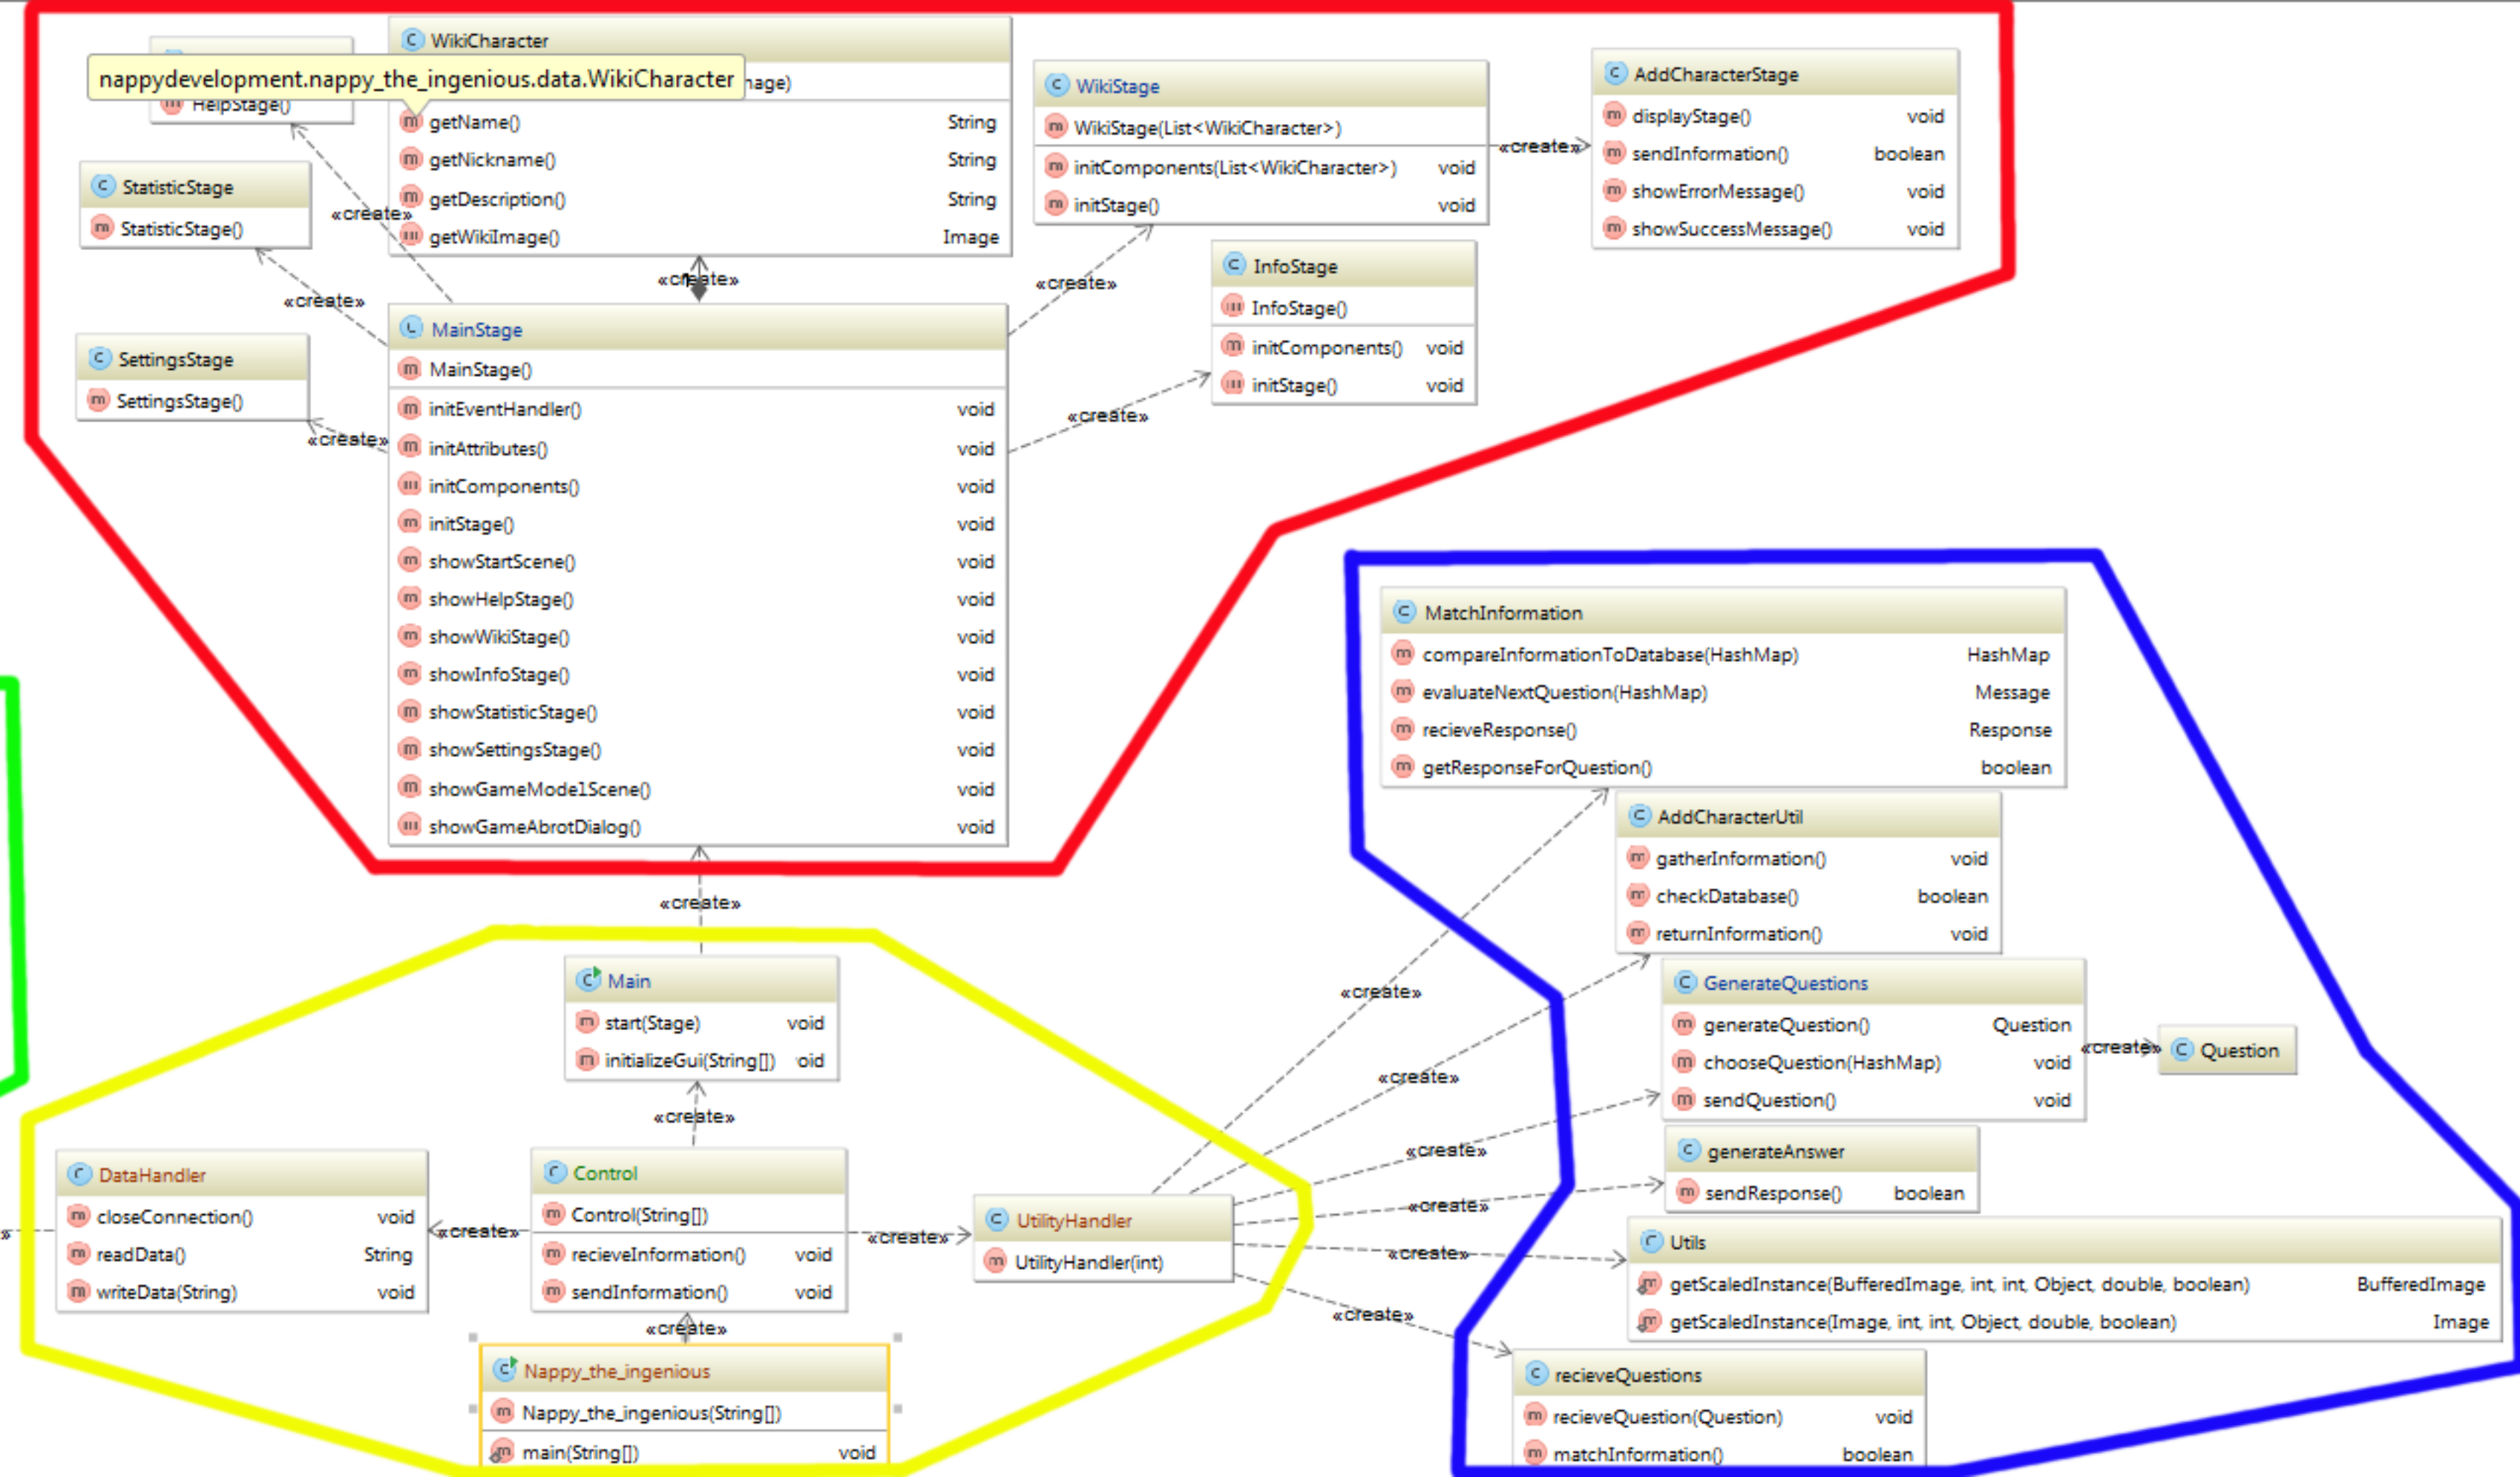 WikiCharacter
nappydevelopment.nappy_the_ingenious.data.WikiCharacter
HelpStage()
getName() String
getNickname() String
getDescription() String
getWikiImage() Image
WikiStage
WikiStage(List<WikiCharacter>)
initComponents(List<WikiCharacter>) void
initStage() void
«create»
AddCharacterStage
displayStage() void
sendInformation() boolean
showErrorMessage() void
showSuccessMessage() void
StatisticStage
StatisticStage()
«create»
«create»
«create»
«create»
InfoStage
InfoStage()
initComponents() void
initStage() void
«create»
SettingsStage
SettingsStage()
«create»
MainStage
MainStage()
initEventHandler() void
initAttributes() void
initComponents() void
initStage() void
showStartScene() void
showHelpStage() void
showWikiStage() void
showInfoStage() void
showStatisticStage() void
showSettingsStage() void
showGameMode1Scene() void
showGameAbrotDialog() void
«create»
MatchInformation
compareInformationToDatabase(HashMap) HashMap
evaluateNextQuestion(HashMap) Message
recieveResponse() Response
getResponseForQuestion() boolean
AddCharacterUtil
gatherInformation() void
checkDatabase() boolean
returnInformation() void
«create»
GenerateQuestions
generateQuestion() Question
chooseQuestion(HashMap) void
sendQuestion() void
«create»
Question
«create»
«create»
generateAnswer
sendResponse() boolean
«create»
Utils
getScaledInstance(BufferedImage, int, int, Object, double, boolean) BufferedImage
getScaledInstance(Image, int, int, Object, double, boolean) Image
«create»
recieveQuestions
recieveQuestion(Question) void
matchInformation() boolean
«create»
Main
start(Stage) void
initializeGui(String[]) oid
«create»
DataHandler
closeConnection() void
readData() String
writeData(String) void
«create»
Control
Control(String[])
recieveInformation() void
sendInformation() void
«create»
UtilityHandler
UtilityHandler(int)
«create»
Nappy_the_ingenious
Nappy_the_ingenious(String[])
main(String[]) void